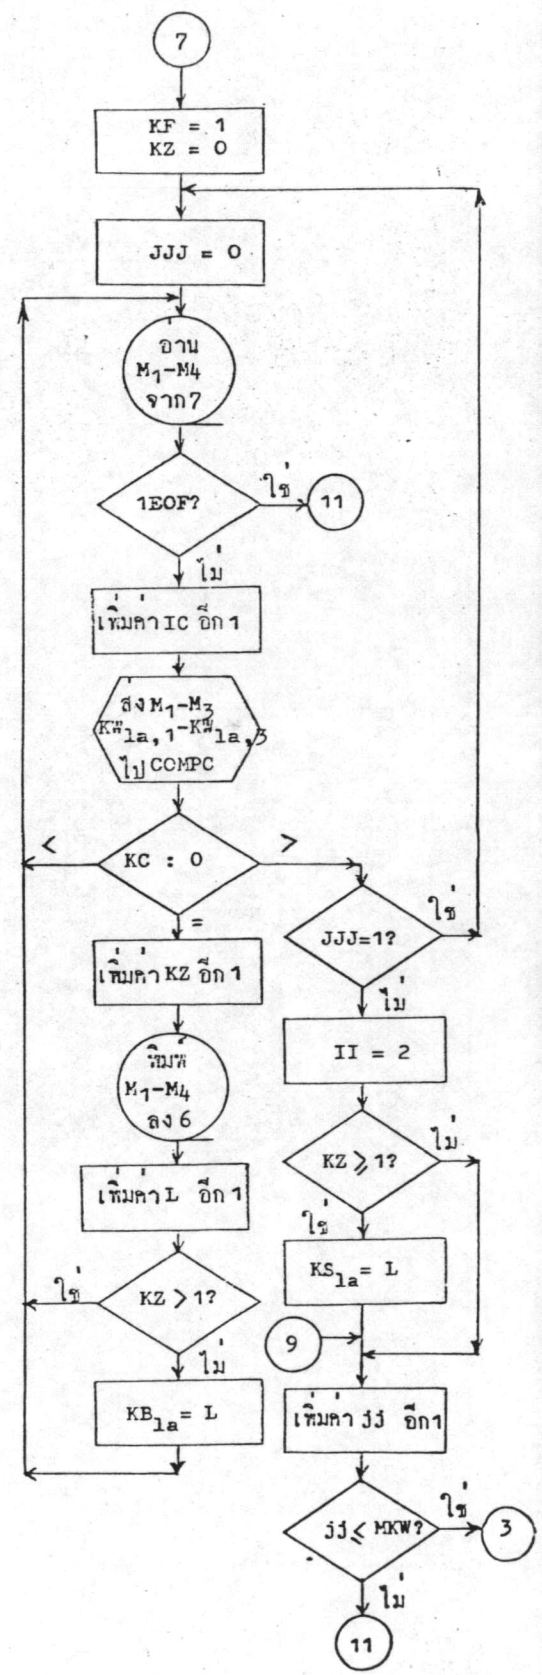 7
KF = 1
KZ = 0
JJJ = 0
อ่าน
M1-M4
จาก7
1EOF?
ใช่
11
ไม่
เพิ่มค่า IC อีก 1
ส่ง M1-M3
KW1a,1-KW1a,3
ไป COMPC
<
KC : 0
>
=
JJJ=1?
ใช่
เพิ่มค่า KZ อีก 1
ไม่
II = 2
พิมพ์
M1-M4
ลง 6
KZ ⩾ 1?
ไม่
ใช่
เพิ่มค่า L อีก 1
KS1a = L
ใช่
KZ > 1?
ไม่
9
KB1a = L
เพิ่มค่า jj อีก1
jj ⩽ MKW?
ใช่
3
ไม่
11